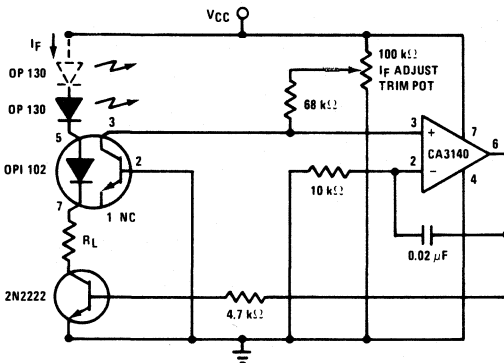 VCC
IF
OP 130
OP 130
100 kΩ
IF ADJUST
TRIM POT
68 kΩ
5
3
3
+
7
6
CA3140
OPI 102
2
10 kΩ
2
−
4
7
1 NC
0.02 μF
RL
2N2222
4.7 kΩ